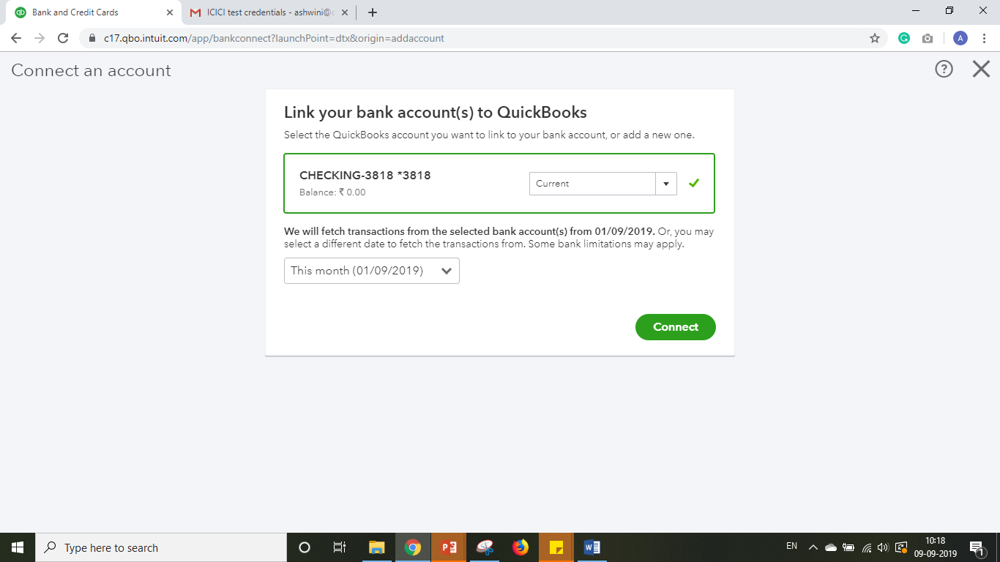 Bank and Credit Cards
ICICI test credentials - ashwini@
c17.qbo.intuit.com/app/bankconnect?launchPoint=dtx&origin=addaccount
A
Connect an account
Link your bank account(s) to QuickBooks
Select the QuickBooks account you want to link to your bank account, or add a new one.
CHECKING-3818 *3818
Current
Balance: ₹ 0.00
We will fetch transactions from the selected bank account(s) from 01/09/2019. Or, you may
select a different date to fetch the transactions from. Some bank limitations may apply.
This month (01/09/2019)
Connect
Type here to search
EN
10:18
09-09-2019
1